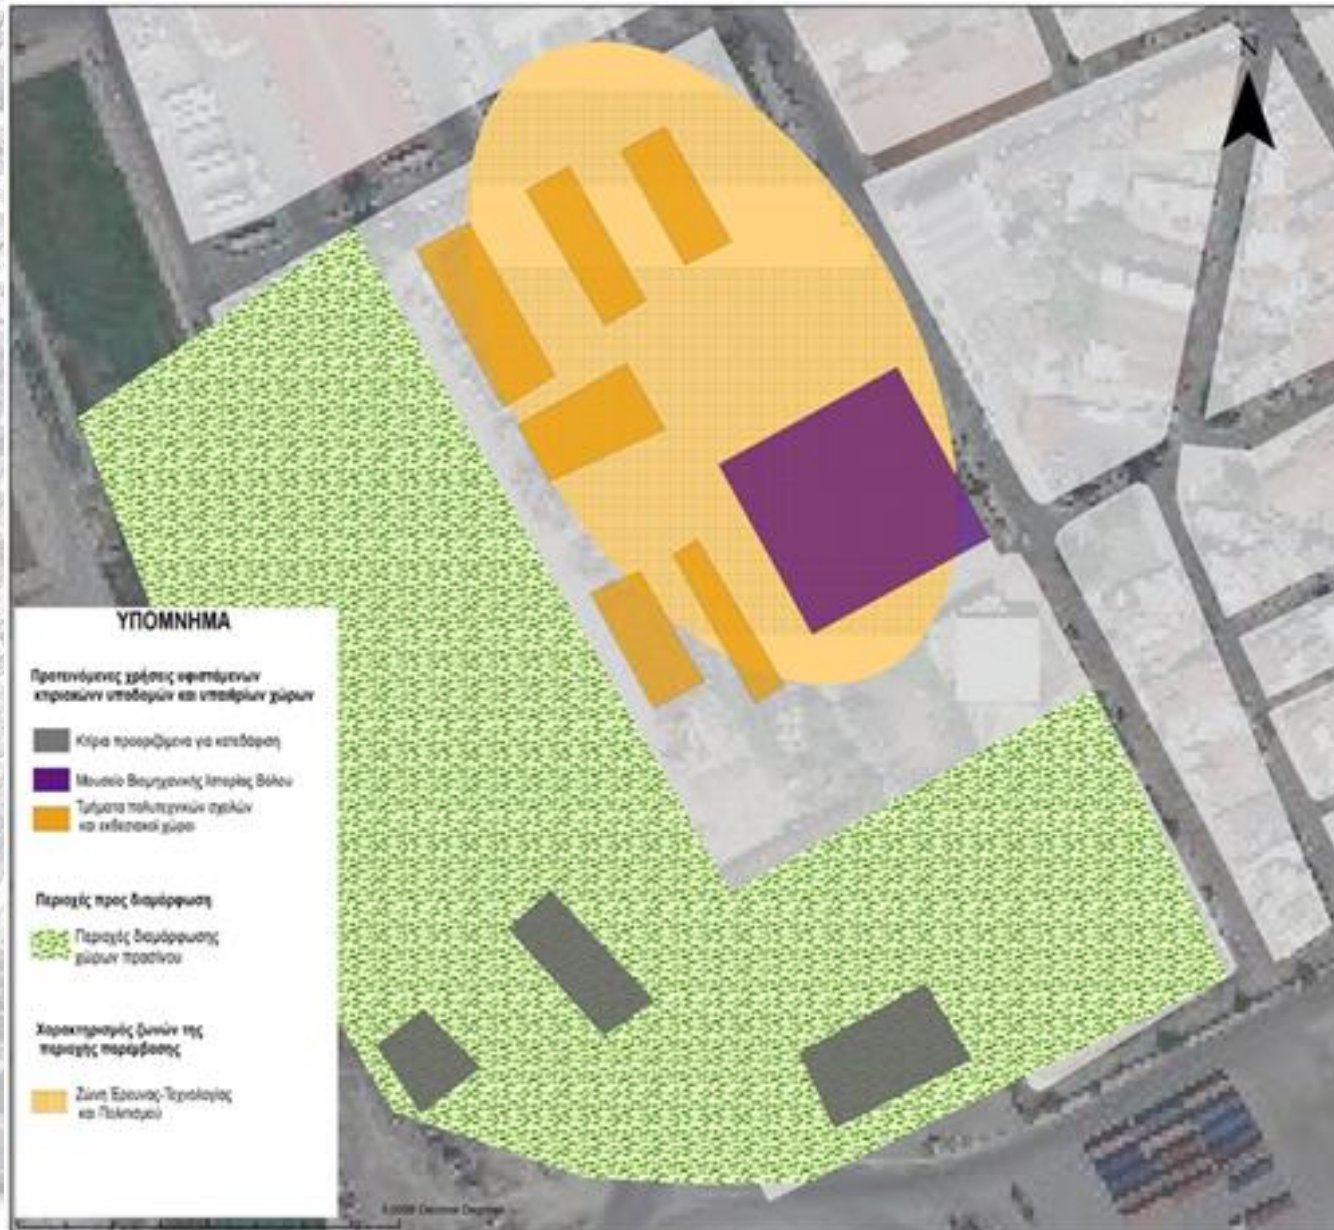 N
ΥΠΟΜΝΗΜΑ
Προτεινόμενες χρήσεις υφιστάμενων
κτιριακών υποδομών και υπαίθριων χώρων
Κτίρια προοριζόμενα για κατεδάφιση
Μουσείο Βιομηχανικής Ιστορίας Βόλου
Τμήματα πολυτεχνικών σχολών
και εκθεσιακοί χώροι
Περιοχές προς διαμόρφωση
Περιοχές διαμόρφωσης
χώρων πρασίνου
Χαρακτηρισμός ζωνών της
περιοχής παρέμβασης
Ζώνη Έρευνας-Τεχνολογίας
και Πολιτισμού
Decimal Degrees